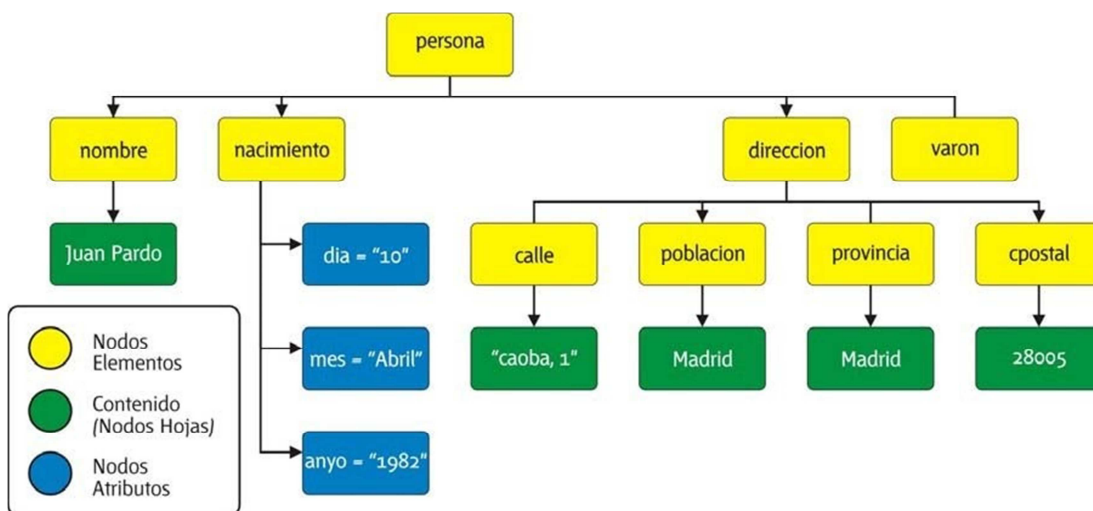 persona
nombre
nacimiento
direccion
varon
Juan Pardo
dia = "10"
calle
poblacion
provincia
cpostal
mes = "Abril"
"caoba, 1"
Madrid
Madrid
28005
anyo = "1982"
Nodos
Elementos
Contenido
(Nodos Hojas)
Nodos
Atributos